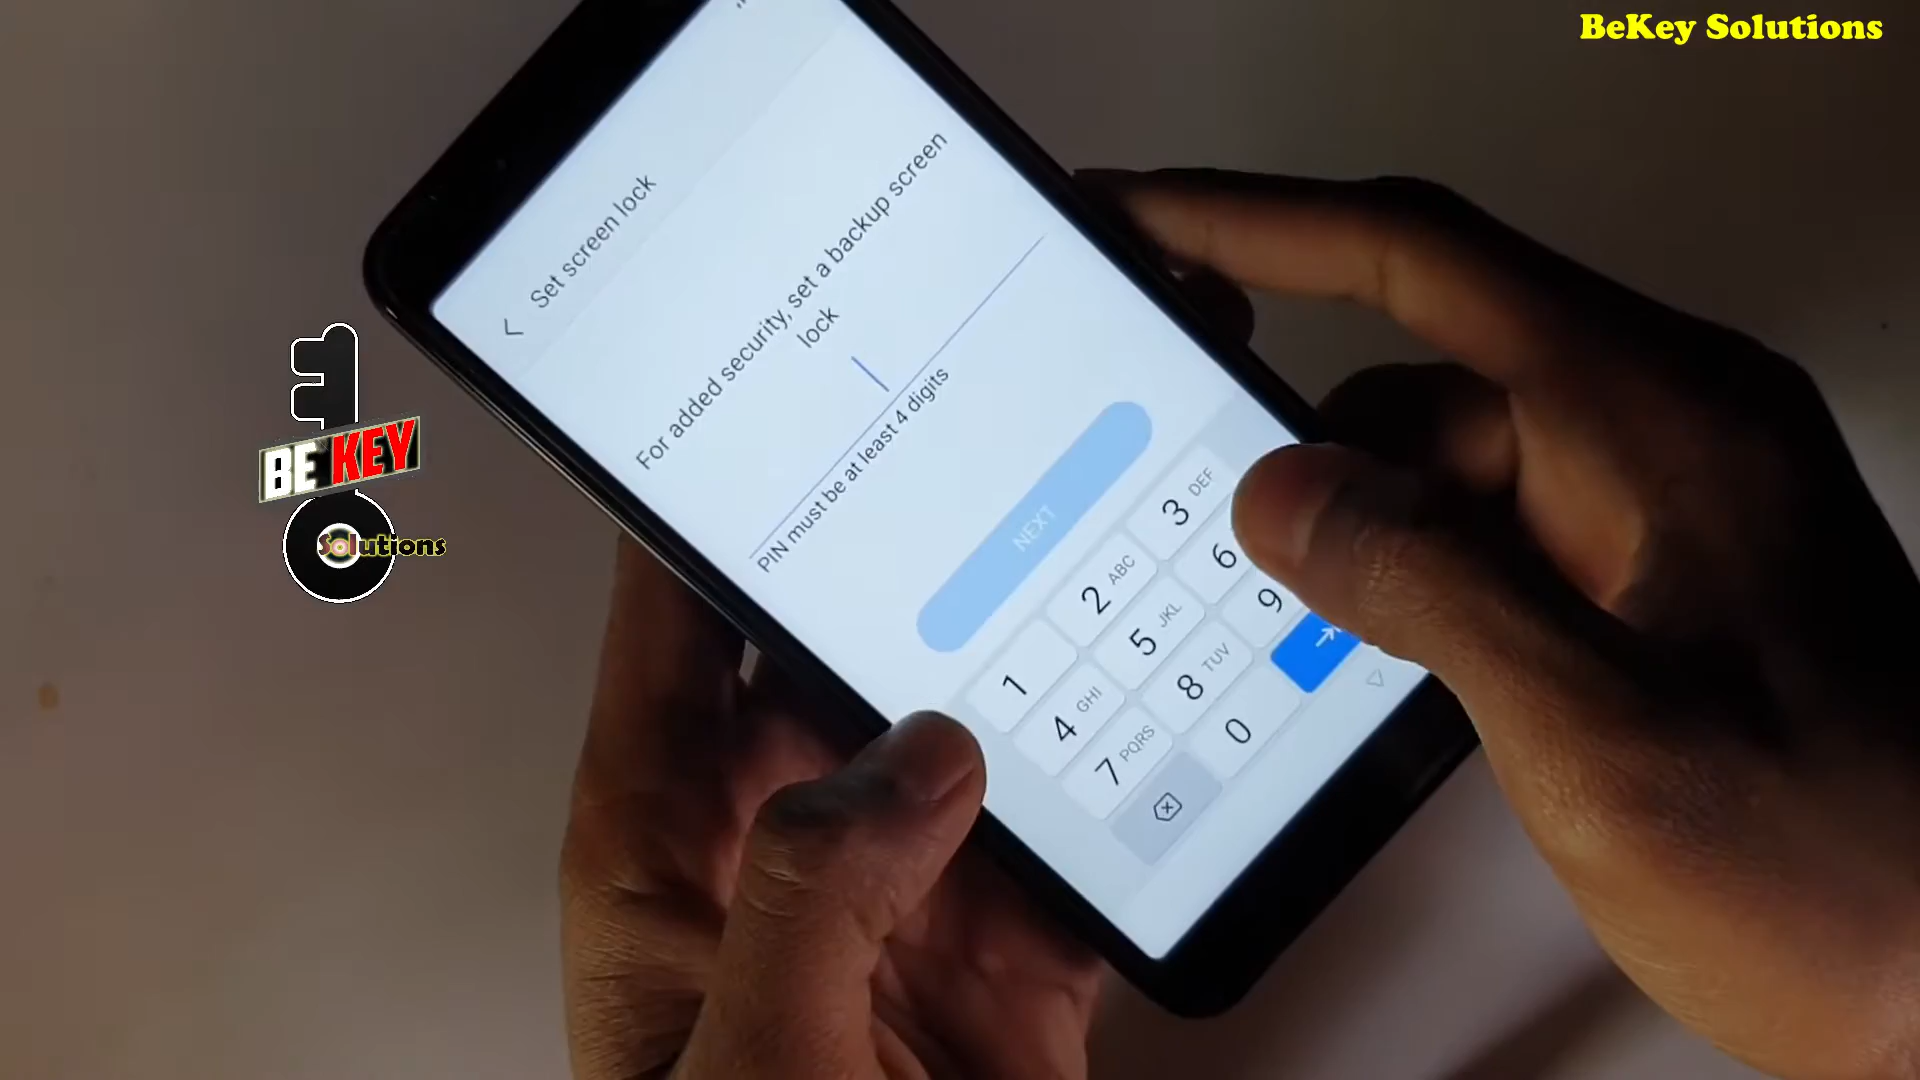 BeKey Solutions
Set screen lock
For added security, set a backup screen
lock
PIN must be at least 4 digits
NEXT
1
2 ABC
3 DEF
4 GHI
5 JKL
6
7 PQRS
8 TUV
9
0
BE KEY
Solutions